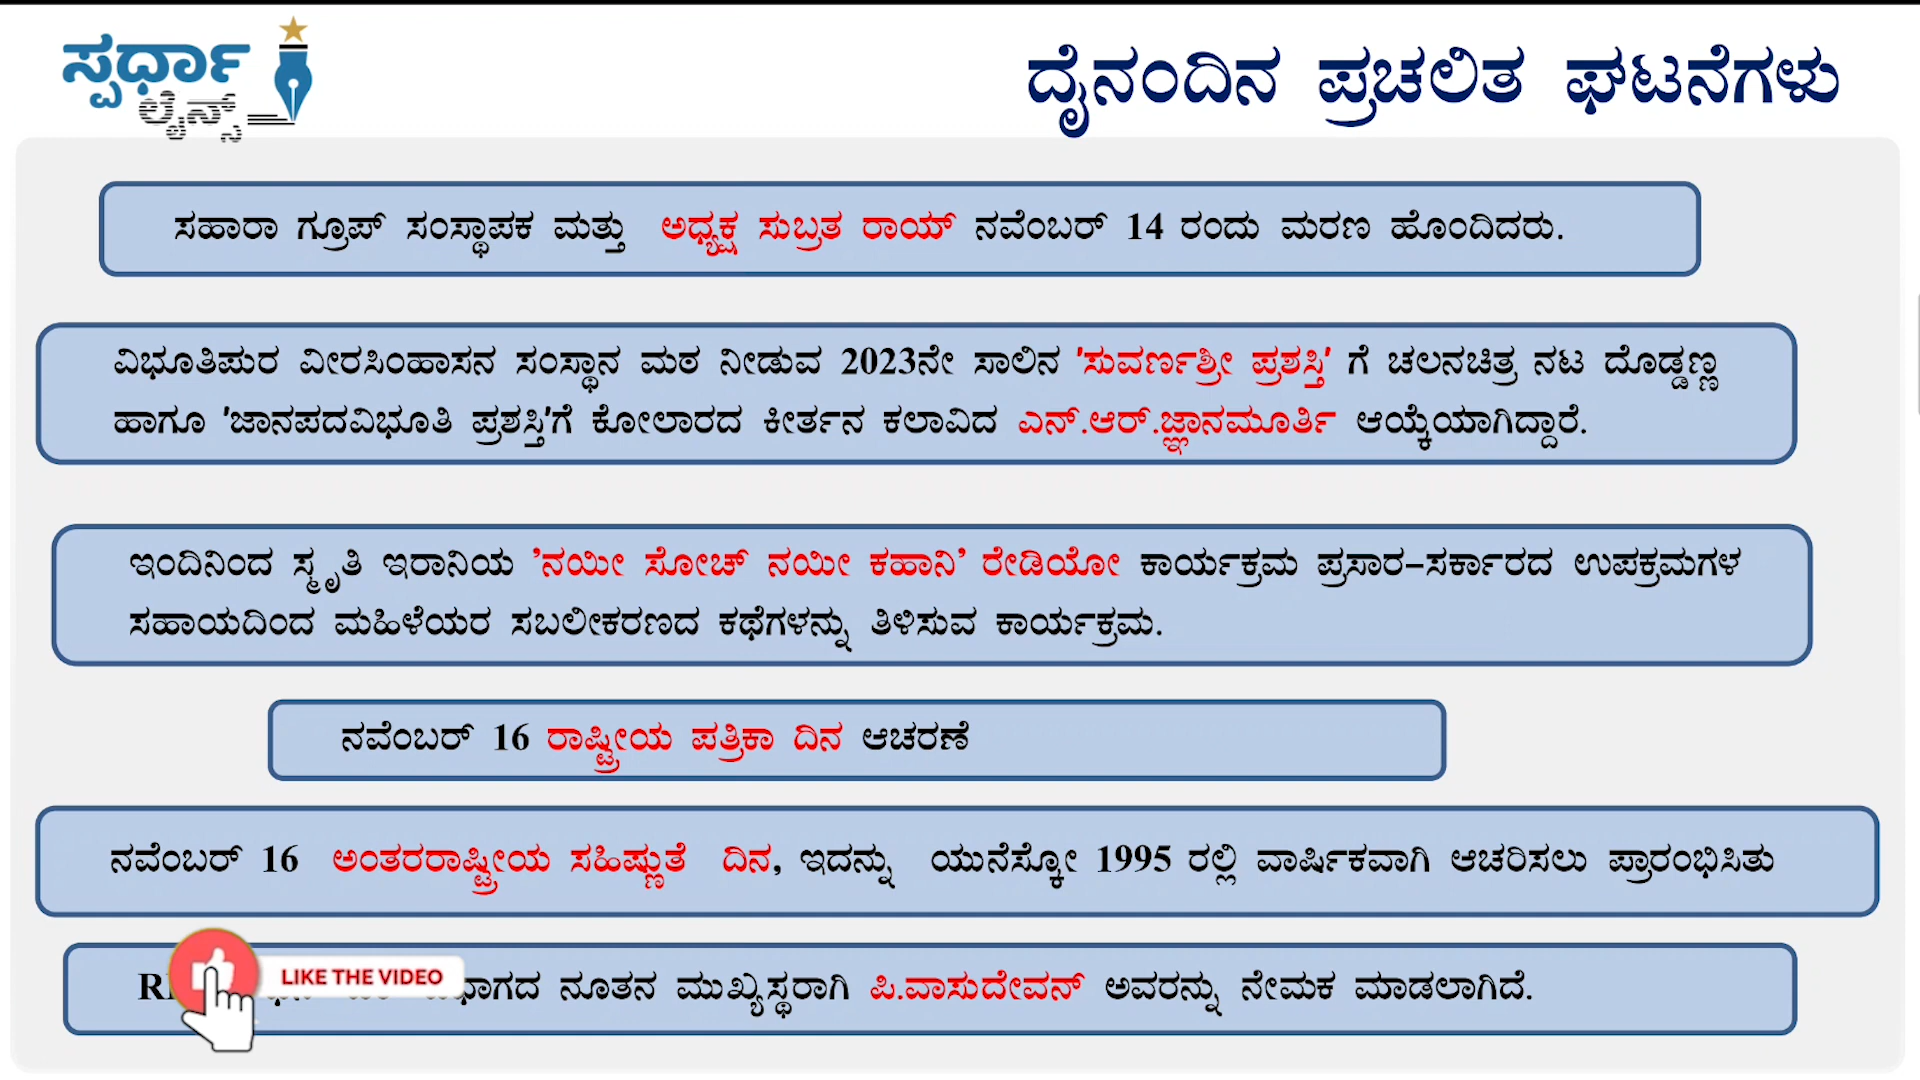 ಸ್ಪರ್ಧಾ
ಲೈನ್ಸ್
ದೈನಂದಿನ ಪ್ರಚಲಿತ ಘಟನೆಗಳು
ಸಹಾರಾ ಗ್ರೂಪ್ ಸಂಸ್ಥಾಪಕ ಮತ್ತು ಅಧ್ಯಕ್ಷ ಸುಬ್ರತ ರಾಯ್ ನವೆಂಬರ್ 14 ರಂದು ಮರಣ ಹೊಂದಿದರು.
ವಿಭೂತಿಪುರ ವೀರಸಿಂಹಾಸನ ಸಂಸ್ಥಾನ ಮಠ ನೀಡುವ 2023ನೇ ಸಾಲಿನ 'ಸುವರ್ಣಶ್ರೀ ಪ್ರಶಸ್ತಿ' ಗೆ ಚಲನಚಿತ್ರ ನಟ ದೊಡ್ಡಣ್ಣ
ಹಾಗೂ 'ಜಾನಪದವಿಭೂತಿ ಪ್ರಶಸ್ತಿ'ಗೆ ಕೋಲಾರದ ಕೀರ್ತನ ಕಲಾವಿದ ಎನ್.ಆರ್.ಜ್ಞಾನಮೂರ್ತಿ ಆಯ್ಕೆಯಾಗಿದ್ದಾರೆ.
ಇಂದಿನಿಂದ ಸ್ಮೃತಿ ಇರಾನಿಯ 'ನಯೀ ಸೋಚ್ ನಯೀ ಕಹಾನಿ' ರೇಡಿಯೋ ಕಾರ್ಯಕ್ರಮ ಪ್ರಸಾರ–ಸರ್ಕಾರದ ಉಪಕ್ರಮಗಳ
ಸಹಾಯದಿಂದ ಮಹಿಳೆಯರ ಸಬಲೀಕರಣದ ಕಥೆಗಳನ್ನು ತಿಳಿಸುವ ಕಾರ್ಯಕ್ರಮ.
ನವೆಂಬರ್ 16 ರಾಷ್ಟ್ರೀಯ ಪತ್ರಿಕಾ ದಿನ ಆಚರಣೆ
ನವೆಂಬರ್ 16 ಅಂತರರಾಷ್ಟ್ರೀಯ ಸಹಿಷ್ಣುತೆ ದಿನ, ಇದನ್ನು ಯುನೆಸ್ಕೋ 1995 ರಲ್ಲಿ ವಾರ್ಷಿಕವಾಗಿ ಆಚರಿಸಲು ಪ್ರಾರಂಭಿಸಿತು
LIKE THE VIDEO
ನೂತನ ಮುಖ್ಯಸ್ಥರಾಗಿ ಪಿ.ವಾಸುದೇವನ್ ಅವರನ್ನು ನೇಮಕ ಮಾಡಲಾಗಿದೆ.